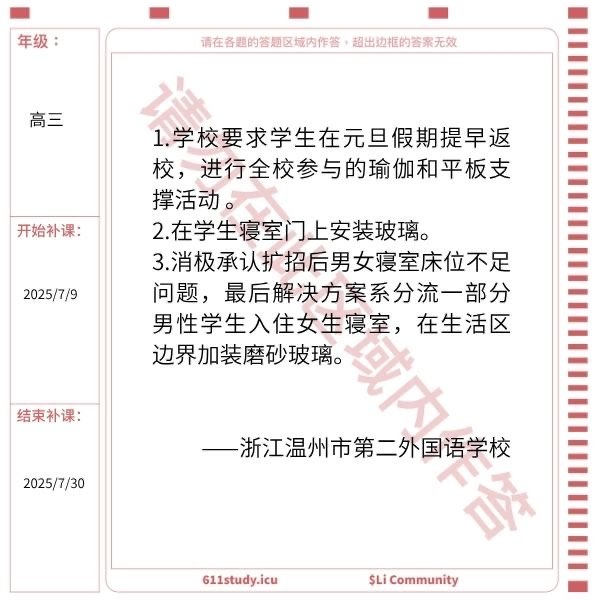 年级：
请在各题的答题区域内作答，超出边框的答案无效
高三
1.学校要求学生在元旦假期提早返
校，进行全校参与的瑜伽和平板支
撑活动。
2.在学生寝室门上安装玻璃。
3.消极承认扩招后男女寝室床位不足
问题，最后解决方案系分流一部分
男性学生入住女生寝室，在生活区
边界加装磨砂玻璃。
——浙江温州市第二外国语学校
开始补课：
2025/7/9
结束补课：
2025/7/30
请勿在此区域内作答
611study.icu
$Li Community